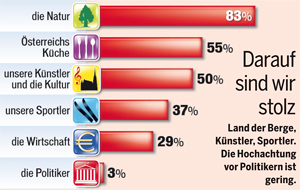 die Natur
83%
Österreichs
Küche
55%
unsere Künstler
und die Kultur
50%
unsere Sportler
37%
die Wirtschaft
29%
die Politiker
3%
Darauf
sind wir
stolz
Land der Berge,
Künstler, Sportler.
Die Hochachtung
vor Politikern ist
gering.